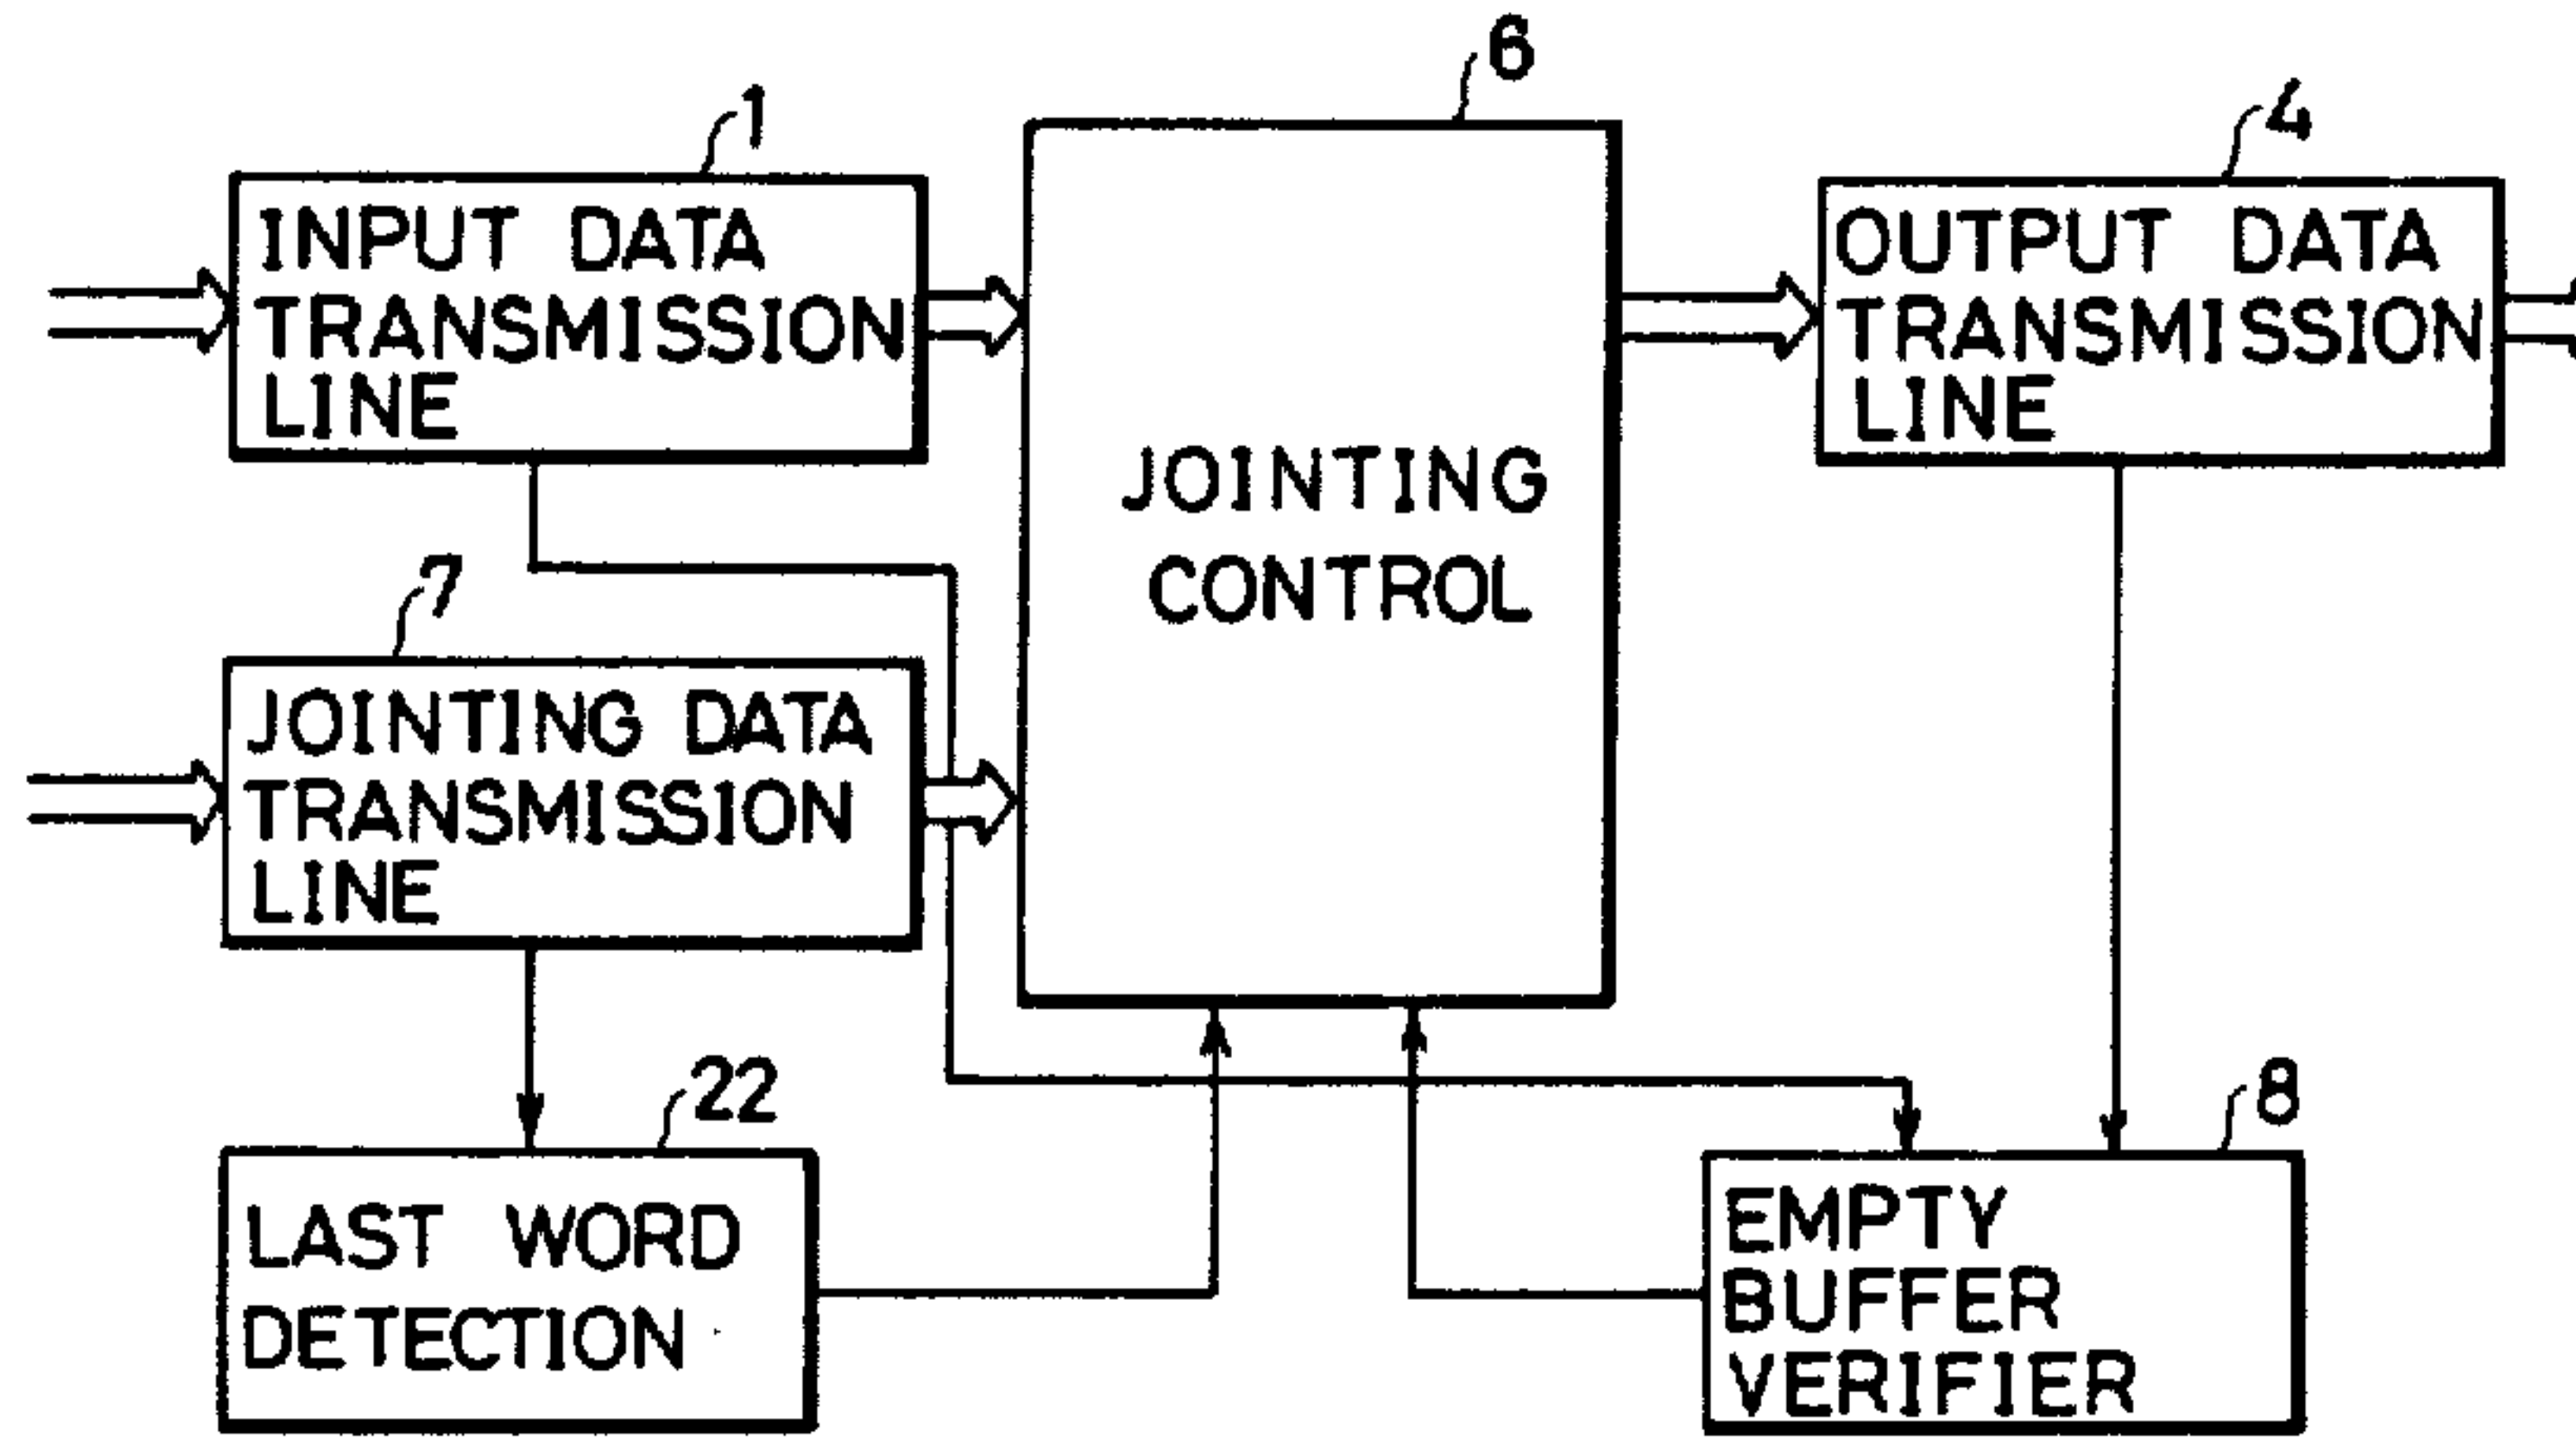 6
1
4
INPUT DATA
TRANSMISSION
LINE
OUTPUT DATA
TRANSMISSION
LINE
JOINTING
CONTROL
7
JOINTING DATA
TRANSMISSION
LINE
22
8
LAST WORD
DETECTION
EMPTY
BUFFER
VERIFIER